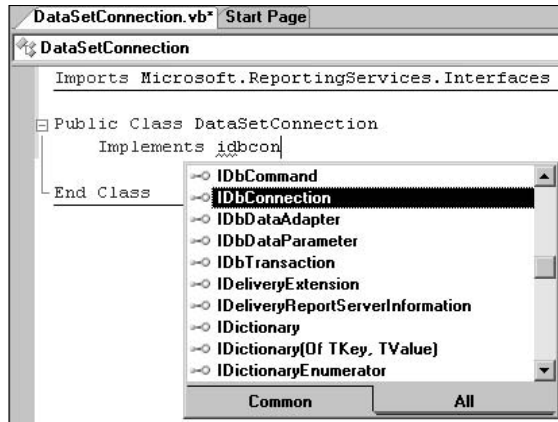 DataSetConnection.vb* Start Page
DataSetConnection
Imports Microsoft.ReportingServices.Interfaces
Public Class DataSetConnection
Implements idbcon
End Class
IDbCommand
IDbConnection
IDbDataAdapter
IDbDataParameter
IDbTransaction
IDeliveryExtension
IDeliveryReportServerInformation
IDictionary
IDictionary(Of TKey, TValue)
IDictionaryEnumerator
Common All